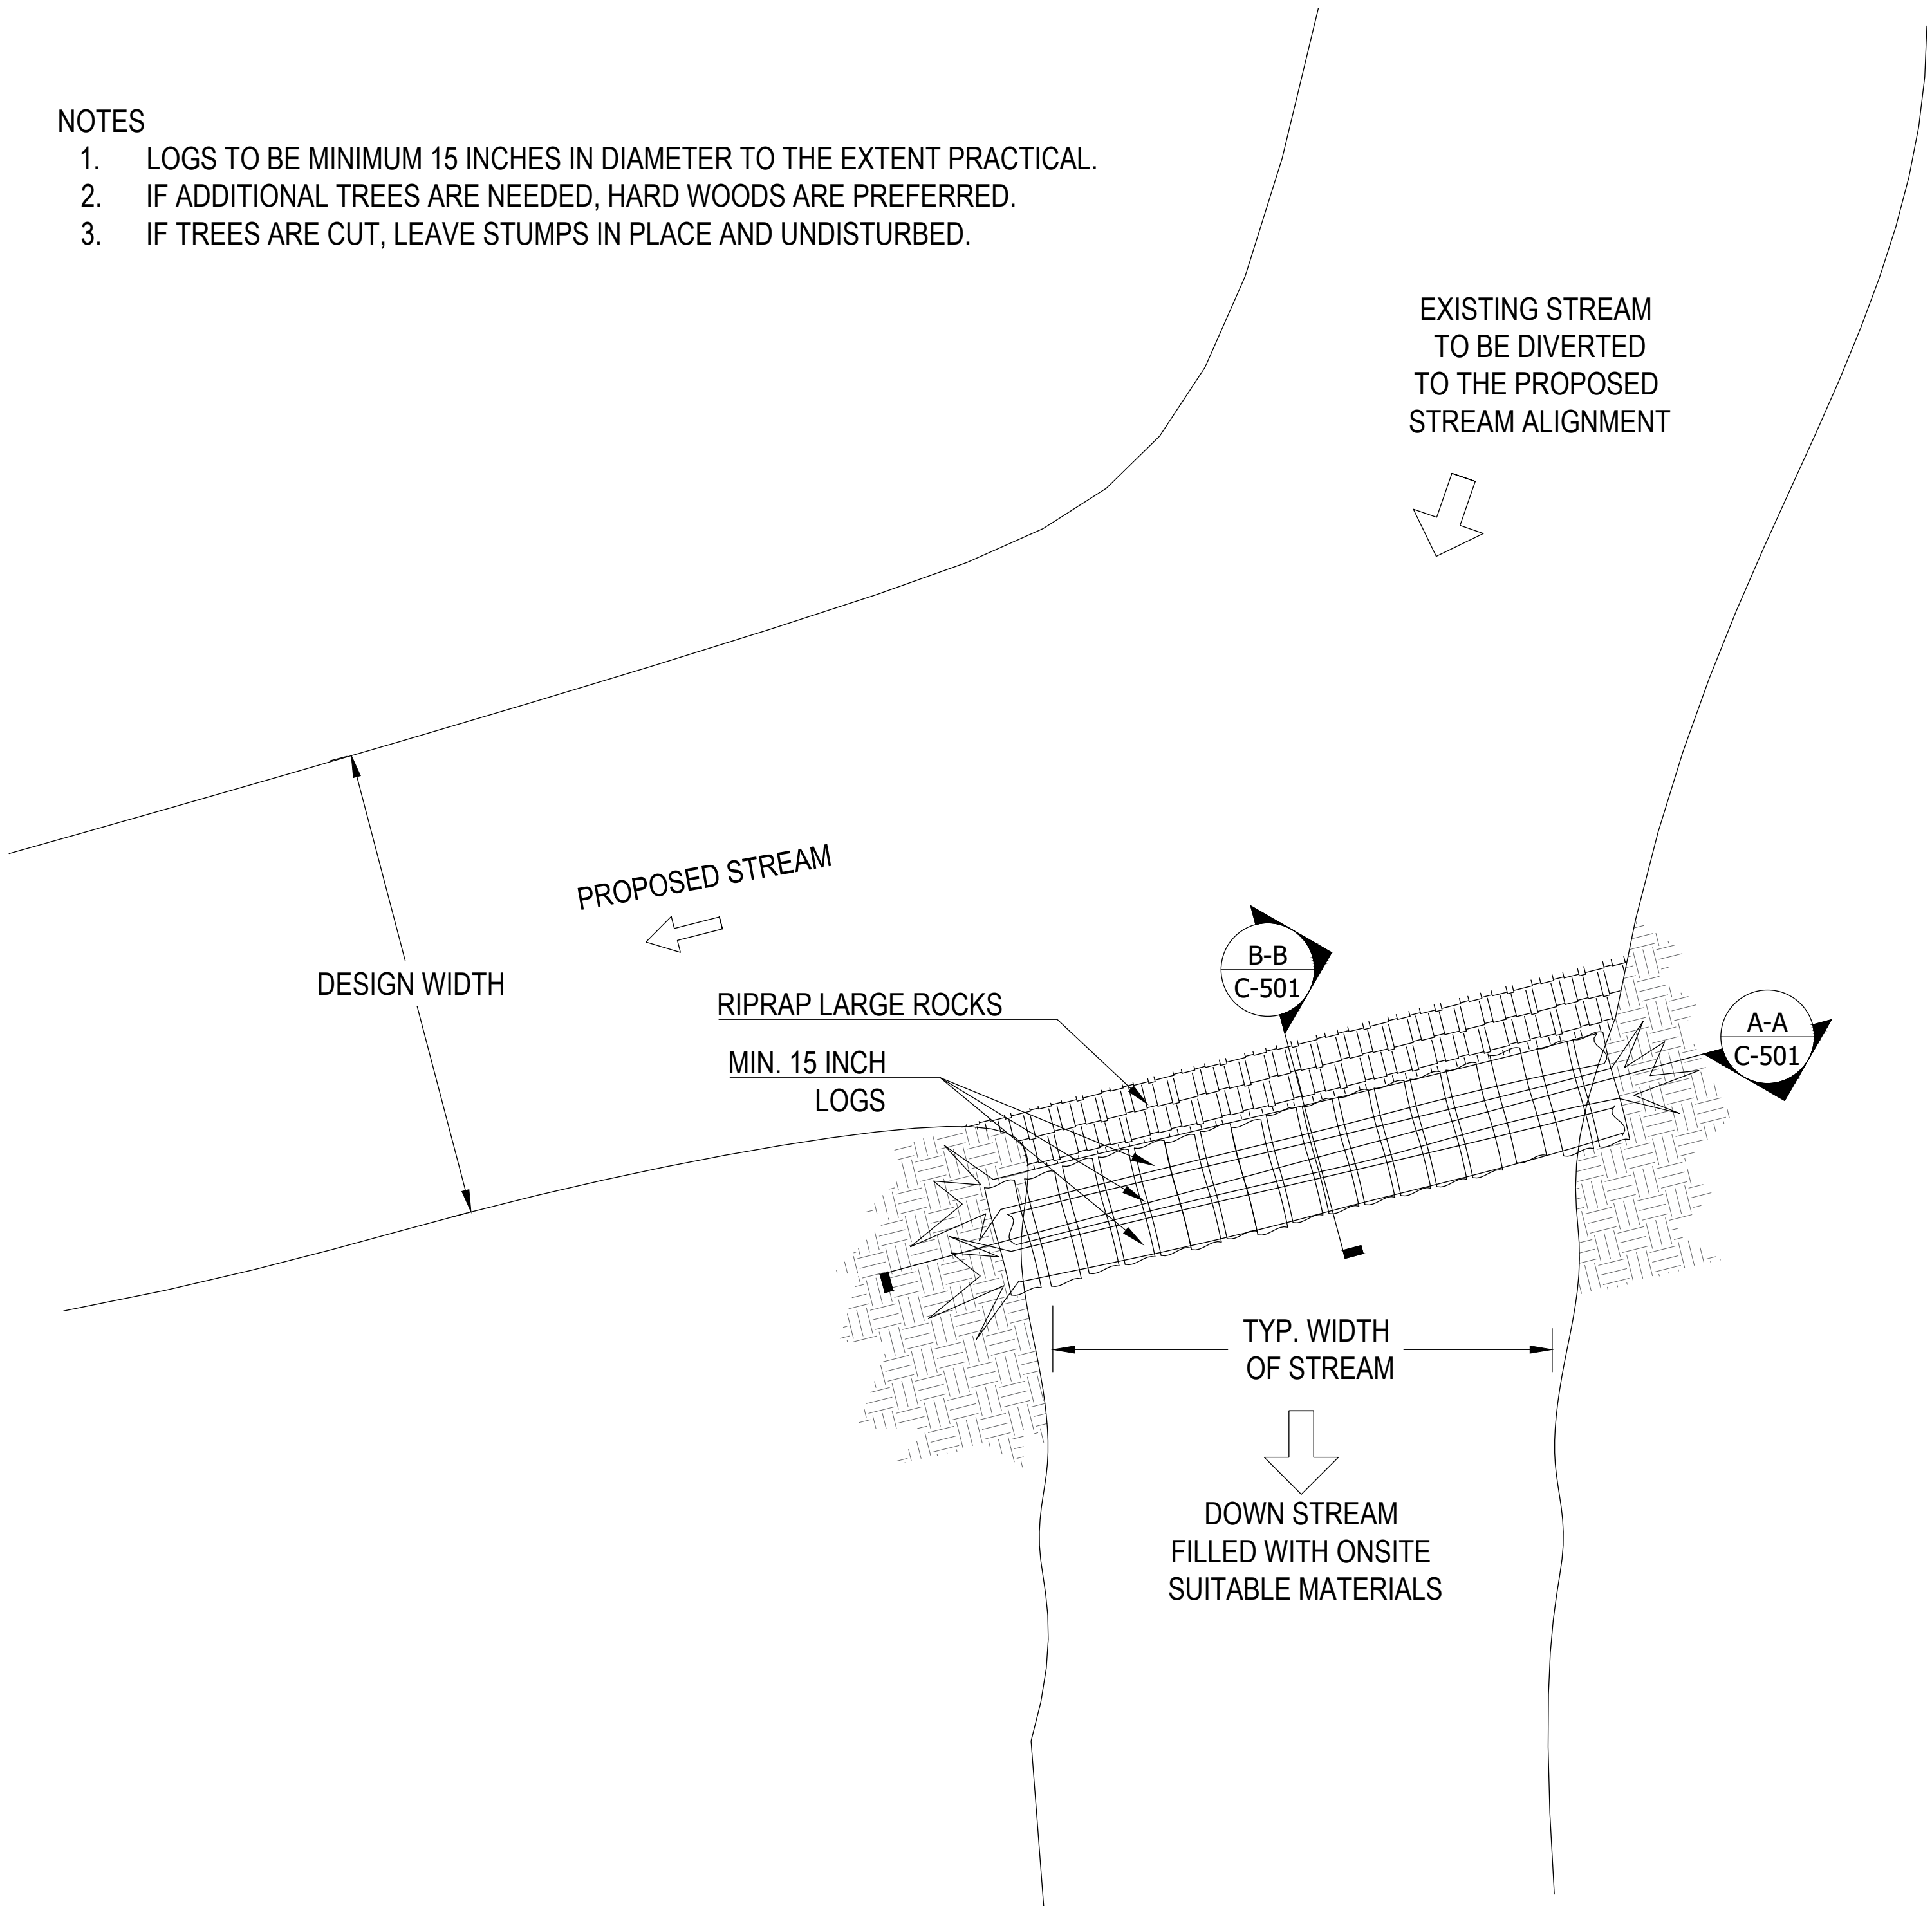 NOTES
1. LOGS TO BE MINIMUM 15 INCHES IN DIAMETER TO THE EXTENT PRACTICAL.
2. IF ADDITIONAL TREES ARE NEEDED, HARD WOODS ARE PREFERRED.
3. IF TREES ARE CUT, LEAVE STUMPS IN PLACE AND UNDISTURBED.
EXISTING STREAM
TO BE DIVERTED
TO THE PROPOSED
STREAM ALIGNMENT
PROPOSED STREAM
DESIGN WIDTH
B-B
C-501
RIPRAP LARGE ROCKS
A-A
C-501
MIN. 15 INCH
LOGS
TYP. WIDTH
OF STREAM
DOWN STREAM
FILLED WITH ONSITE
SUITABLE MATERIALS